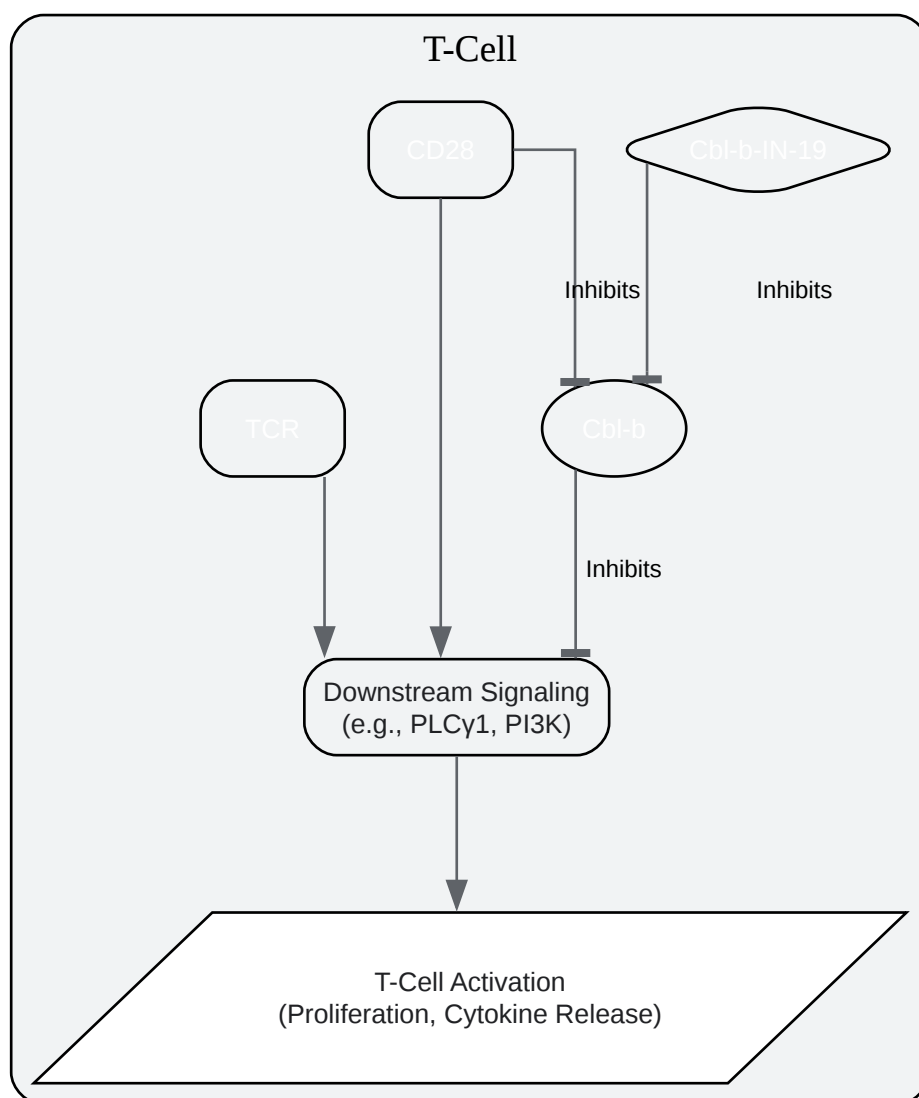 T-Cell
CD28
Cbl-b-IN-19
Inhibits
Inhibits
TCR
Cbl-b
Inhibits
Downstream Signaling
(e.g., PLCγ1, PI3K)
T-Cell Activation
(Proliferation, Cytokine Release)